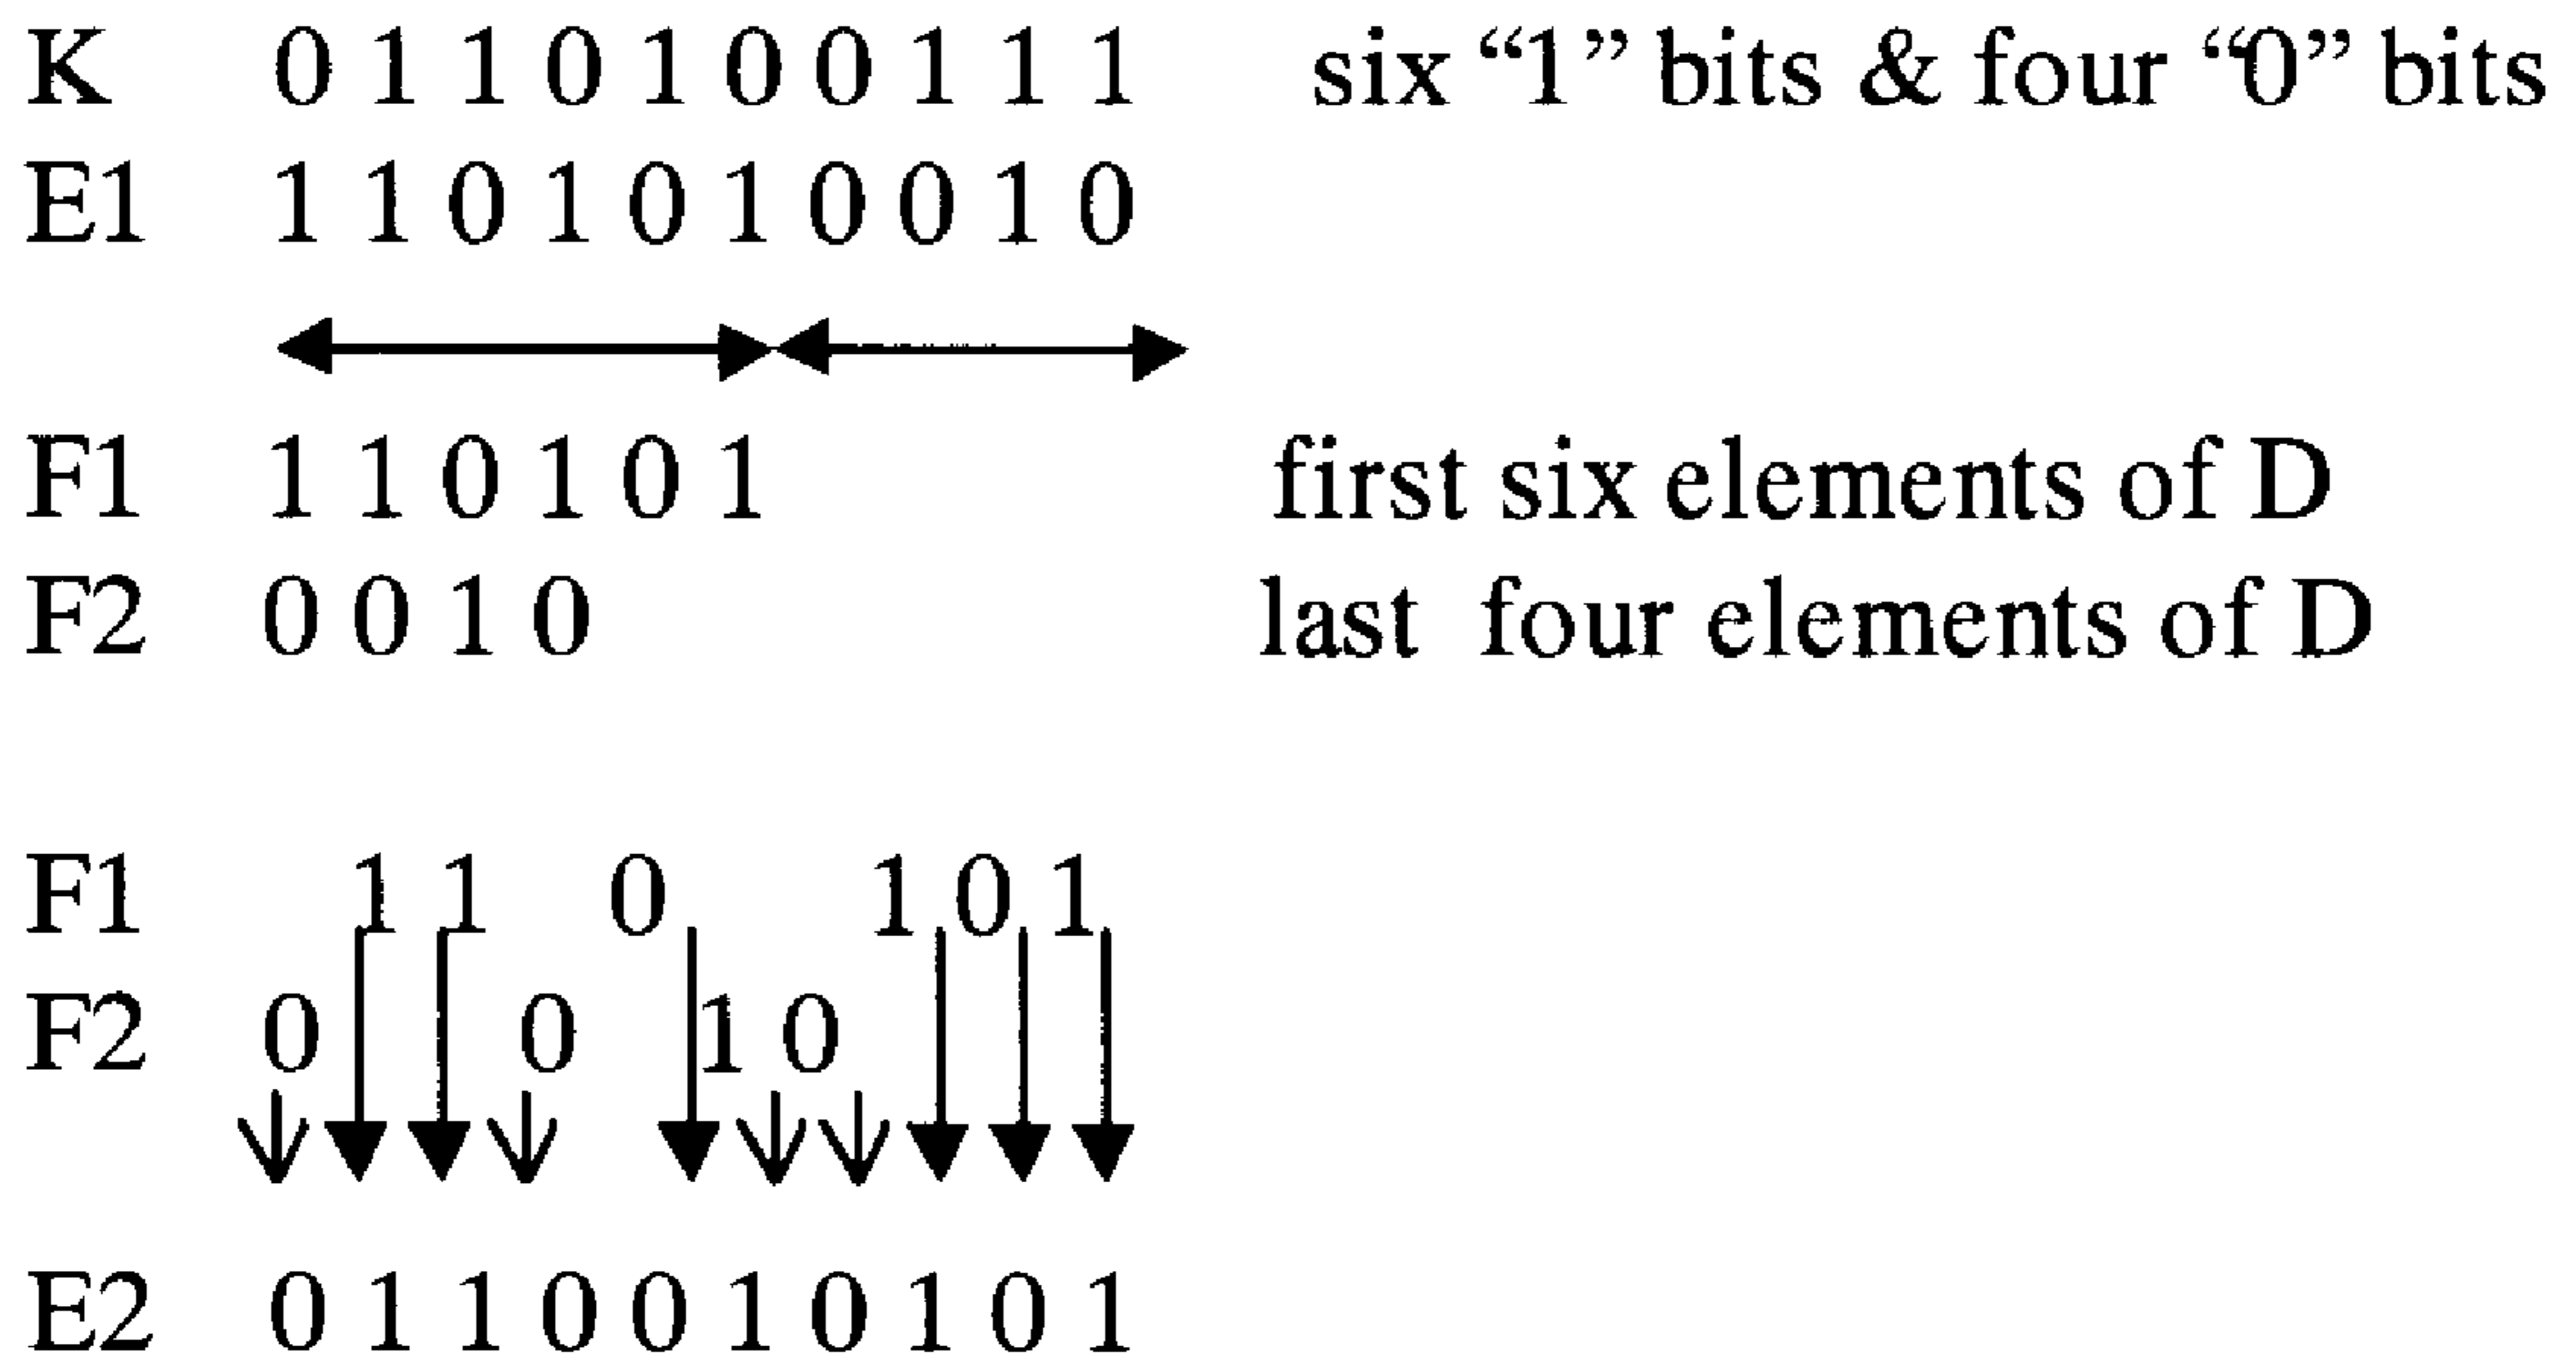 K 0 1 1 0 1 0 0 1 1 1 six “1” bits & four “0” bits
E1 1 1 0 1 0 1 0 0 1 0
F1 1 1 0 1 0 1 first six elements of D
F2 0 0 1 0 last four elements of D
F1 1 1 0 1 0 1
F2 0 0 1 0
E2 0 1 1 0 0 1 0 1 0 1